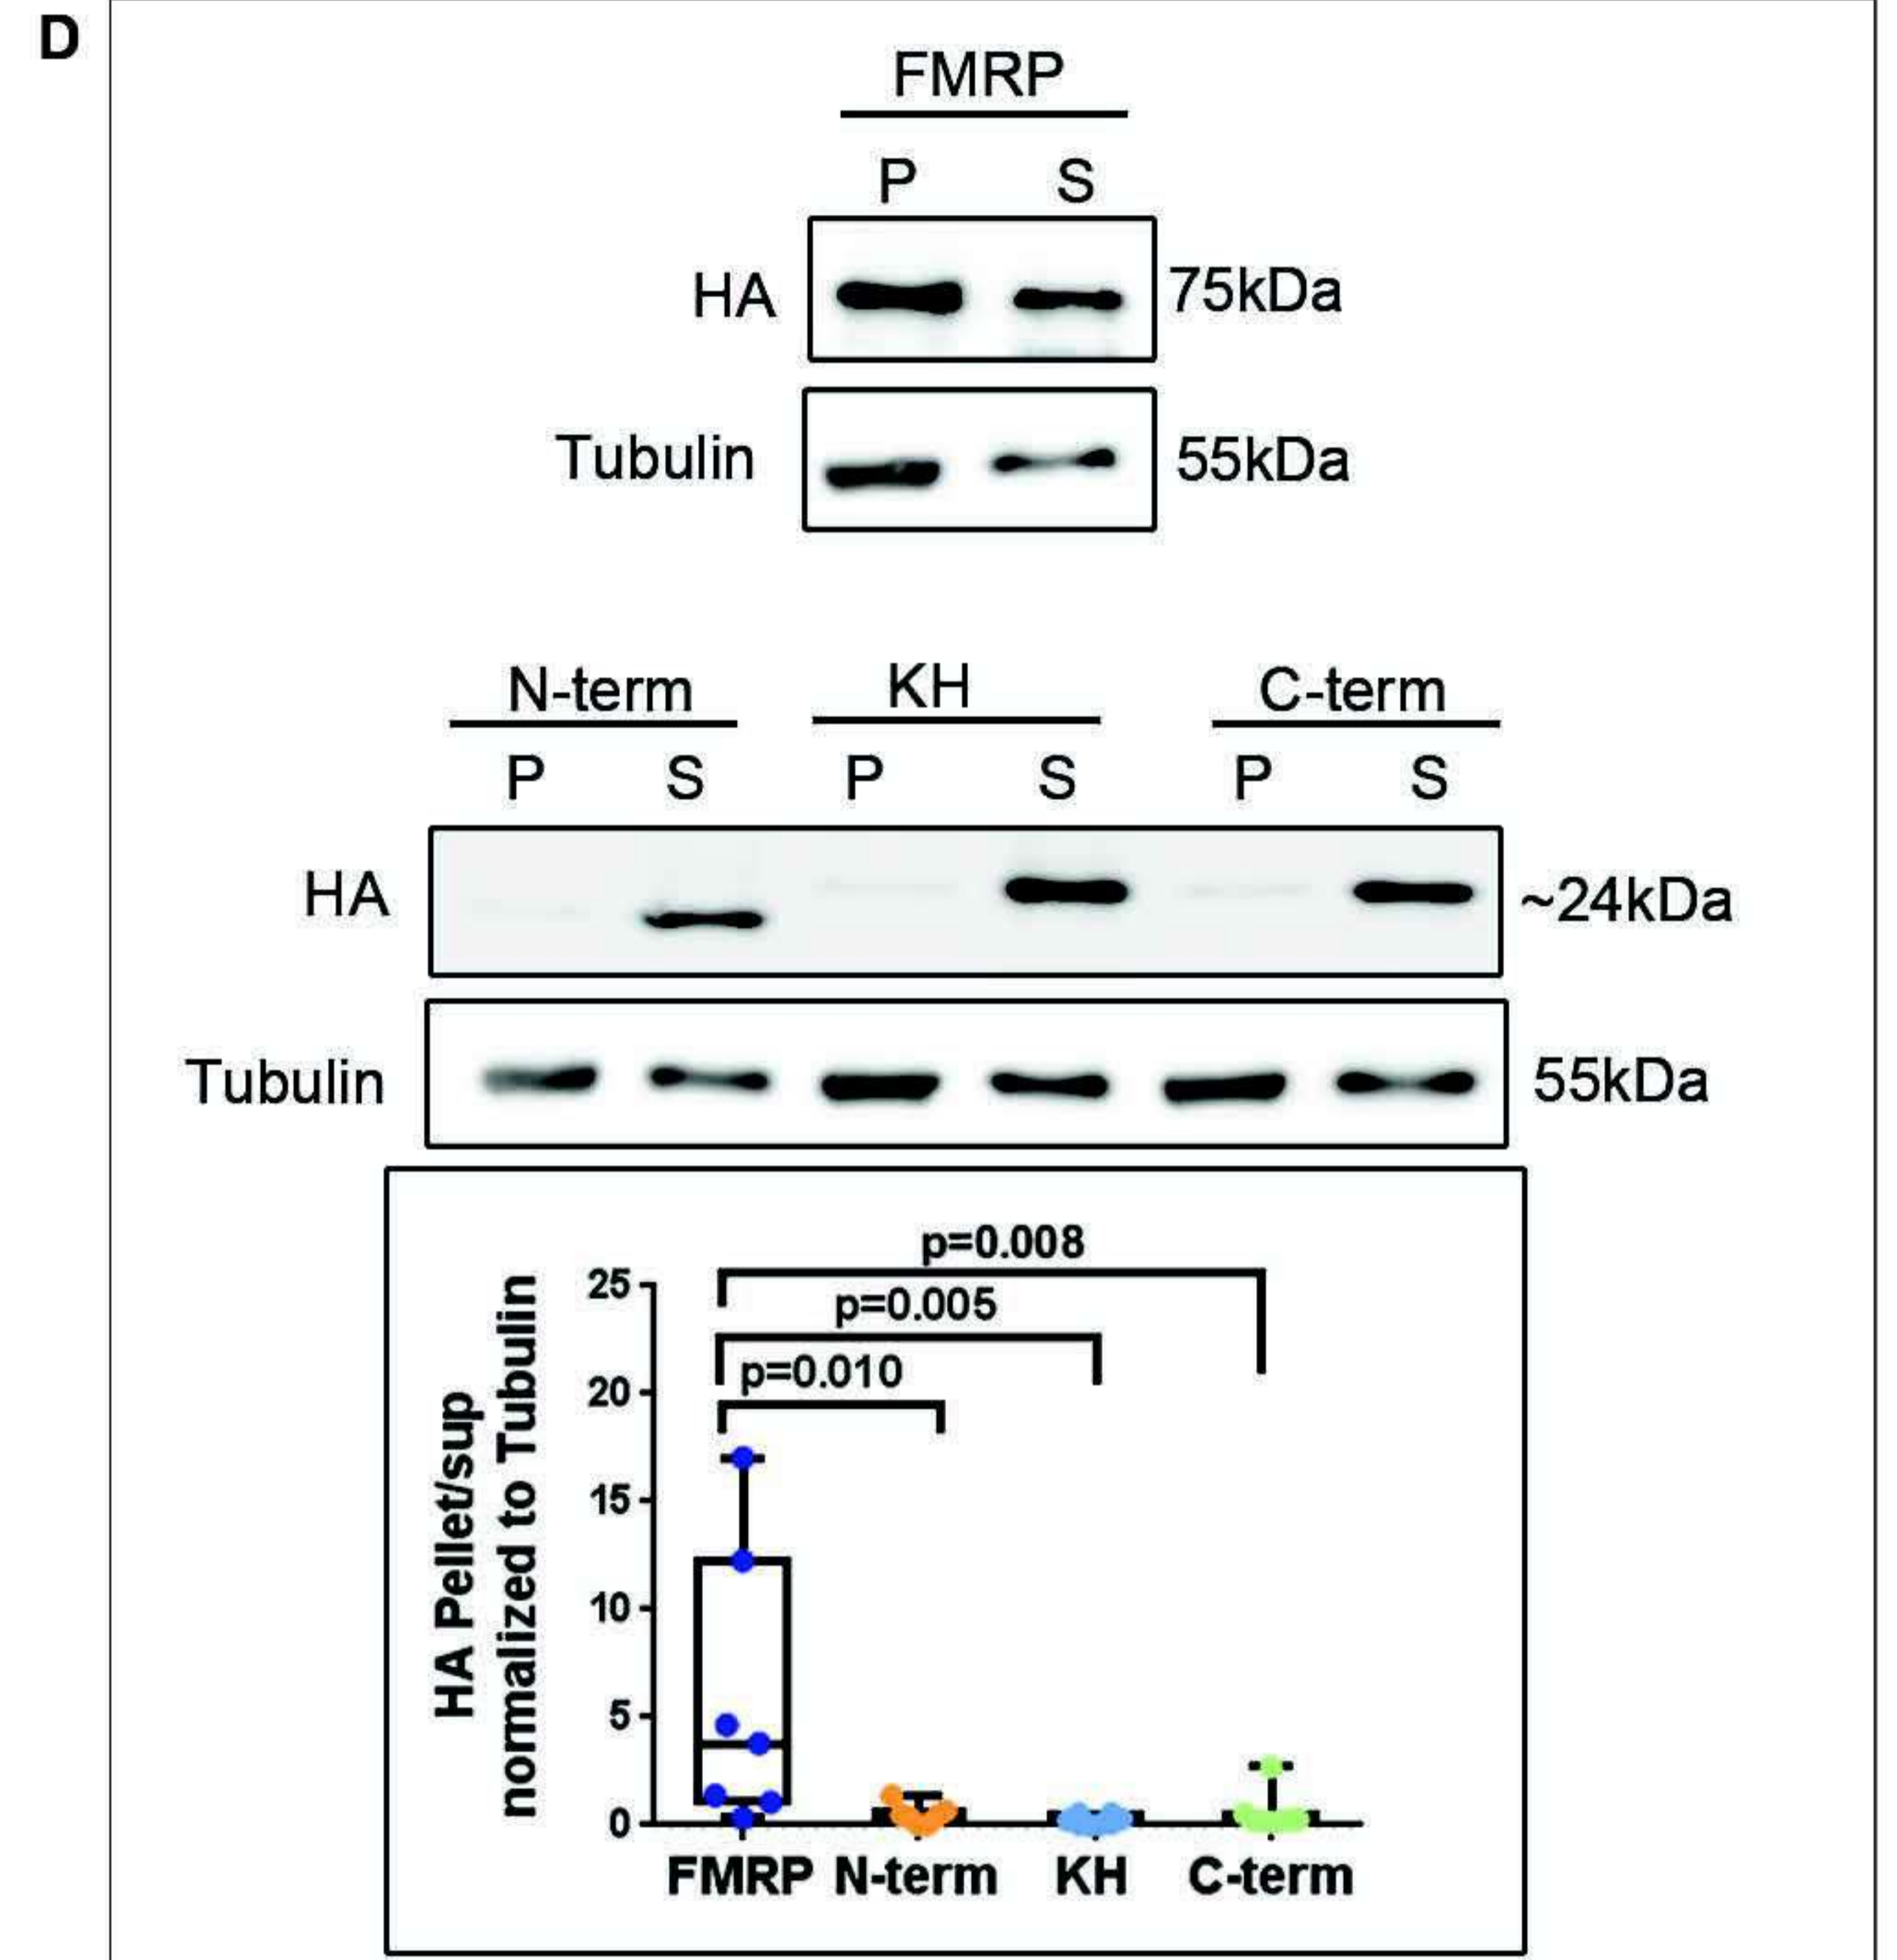 D
FMRP
P S
HA 75kDa
Tubulin 55kDa
N-term KH C-term
P S P S P S
HA ~24kDa
Tubulin 55kDa
HA Pellet/sup
normalized to Tubulin
p=0.008
25
p=0.005
20
p=0.010
15
10
5
0
FMRP N-term KH C-term